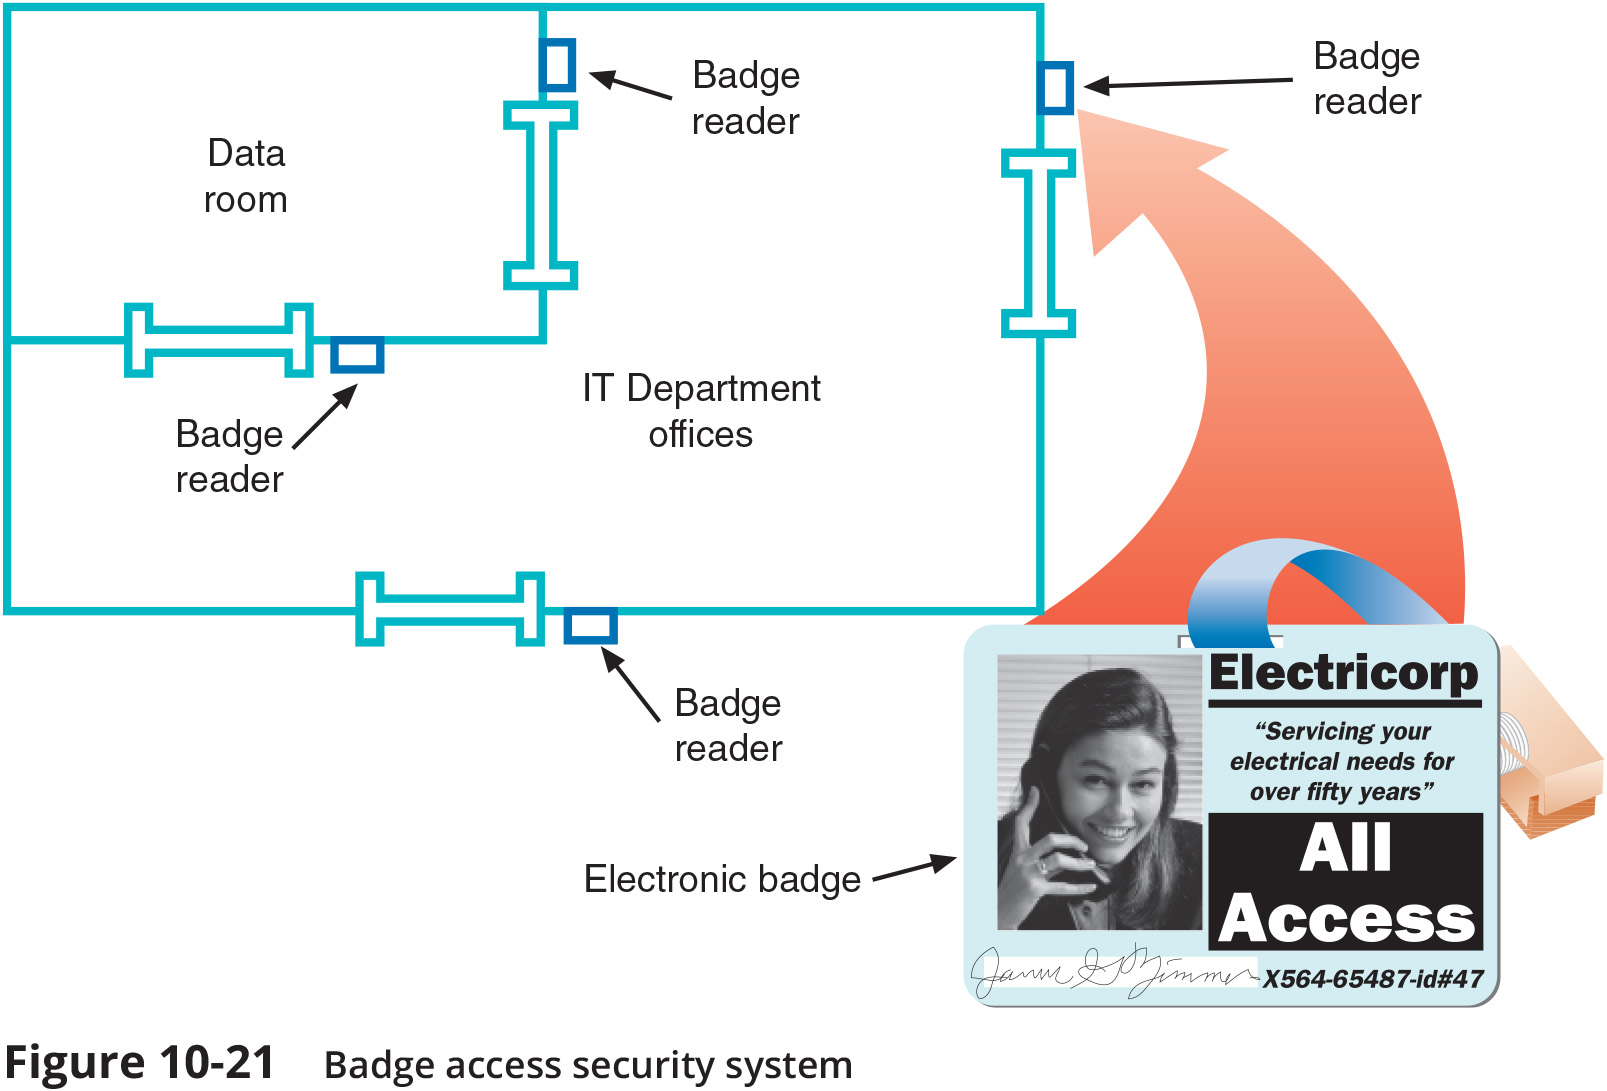 Badge
reader
Badge
reader
Data
room
IT Department
offices
Badge
reader
Badge
reader
Electronic badge
Electricorp
“Servicing your
electrical needs for
over fifty years”
All
Access
X564-65487-id#47
Figure 10-21 Badge access security system